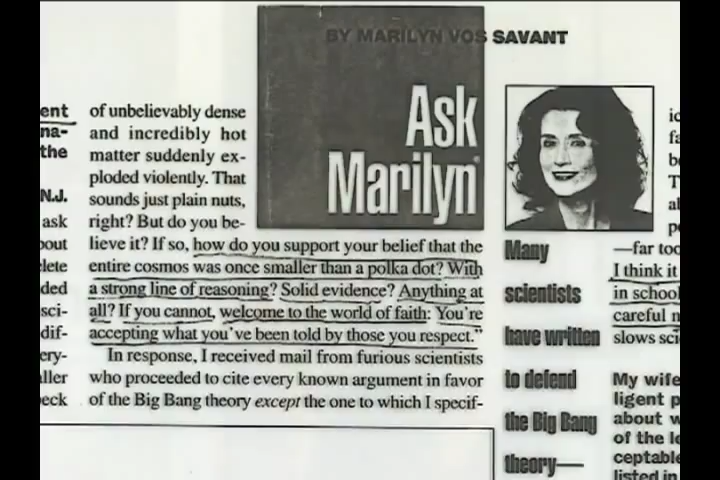 BY MARILYN VOS SAVANT
Ask
Marilyn
ent
na-
the
N.J.
ask
out
lete
ded
sci-
dif-
ery-
ller
eck
of unbelievably dense
and incredibly hot
matter suddenly ex-
ploded violently. That
sounds just plain nuts,
right? But do you be-
lieve it? If so, how do you support your belief that the
entire cosmos was once smaller than a polka dot? With
a strong line of reasoning? Solid evidence? Anything at
all? If you cannot, welcome to the world of faith: You're
accepting what you've been told by those you respect."
In response, I received mail from furious scientists
who proceeded to cite every known argument in favor
of the Big Bang theory except the one to which I specif-
Many
scientists
have written
to defend
the Big Bang
theory—
—far too
I think it
in school
careful n
slows sci
My wife
ligent p
about w
of the le
ceptable
listed in